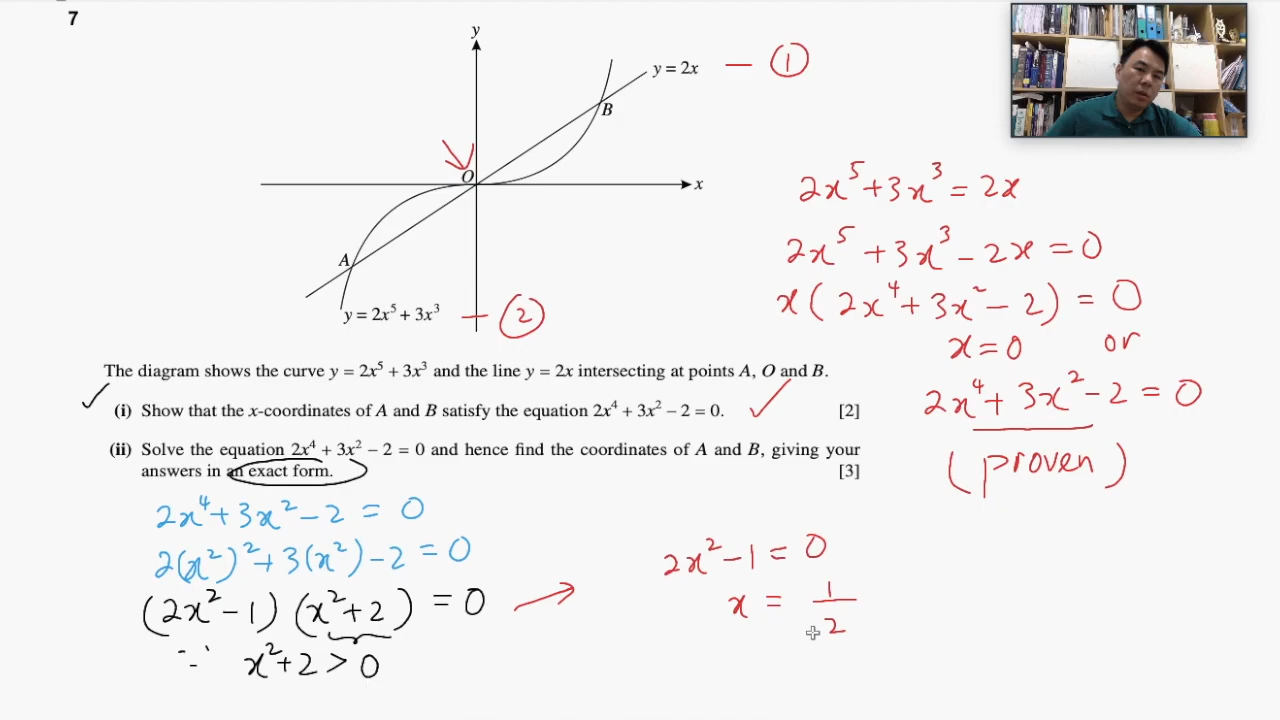 7
y
y = 2x — ①
B
O
x
A
y = 2x⁵ + 3x³ — ②
2x⁵ + 3x³ = 2x
2x⁵ + 3x³ − 2x = 0
x(2x⁴ + 3x² − 2) = 0
x = 0 or
2x⁴ + 3x² − 2 = 0
(proven)
The diagram shows the curve y = 2x⁵ + 3x³ and the line y = 2x intersecting at points A, O and B.
(i) Show that the x-coordinates of A and B satisfy the equation 2x⁴ + 3x² − 2 = 0. [2]
(ii) Solve the equation 2x⁴ + 3x² − 2 = 0 and hence find the coordinates of A and B, giving your
answers in an exact form. [3]
2x⁴ + 3x² − 2 = 0
2(x²)² + 3(x²) − 2 = 0
(2x² − 1)(x² + 2) = 0
∵ x² + 2 > 0
2x² − 1 = 0
x = 1/2